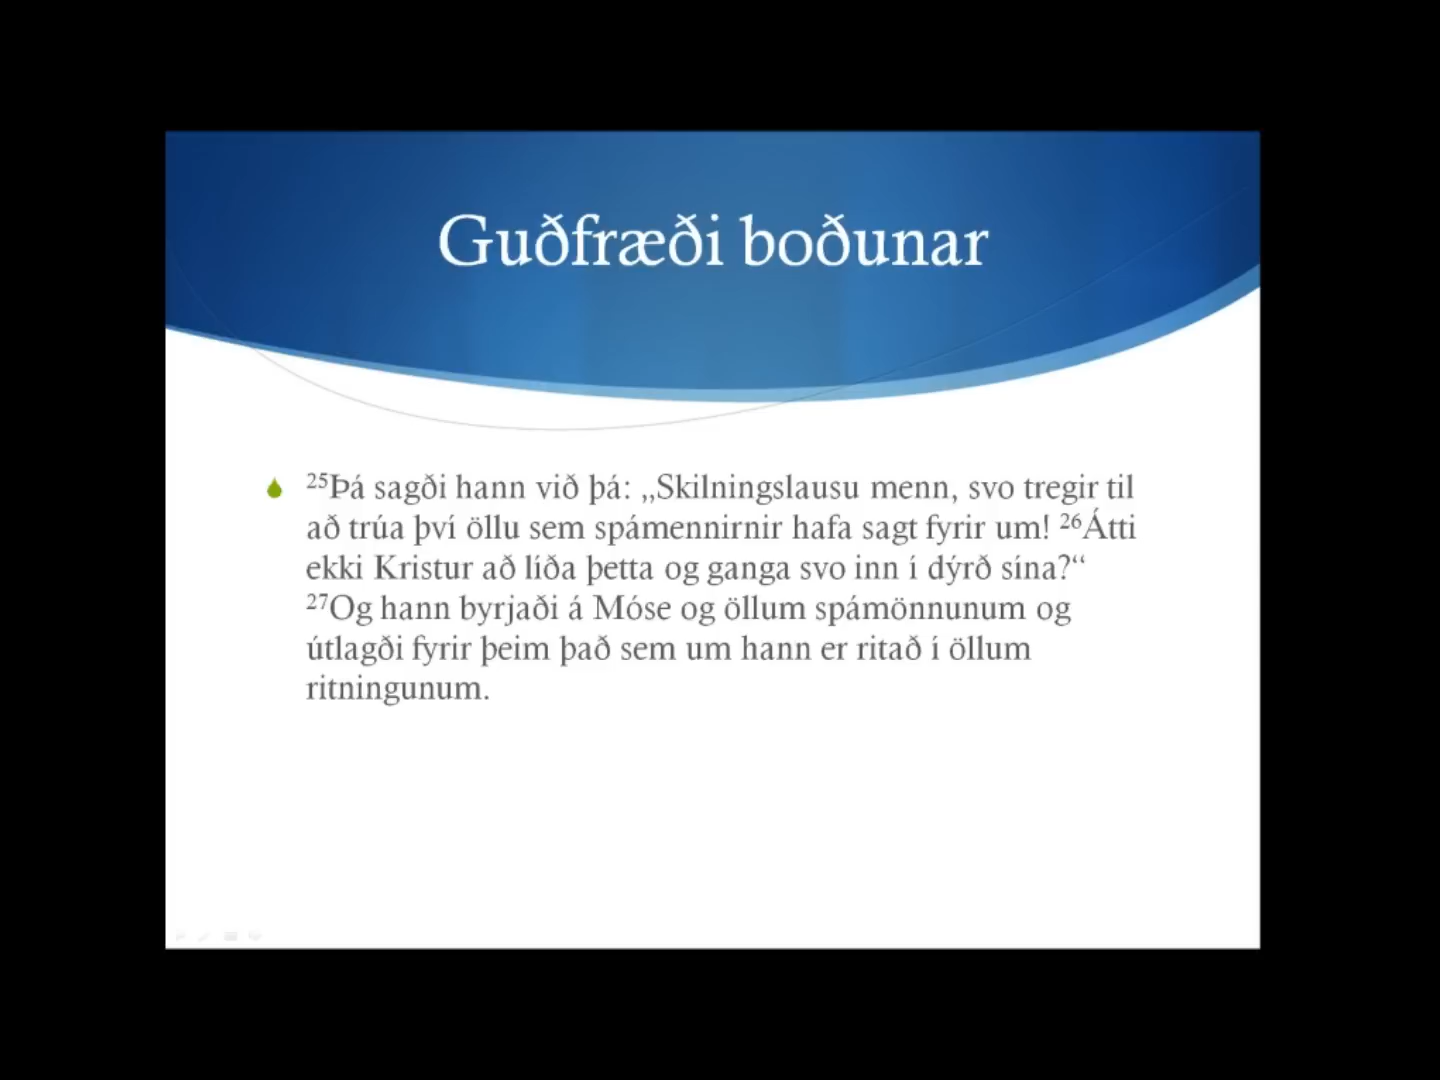 Guðfræði boðunar
²⁵Þá sagði hann við þá: „Skilningslausu menn, svo tregir til
að trúa því öllu sem spámennirnir hafa sagt fyrir um! ²⁶Átti
ekki Kristur að líða þetta og ganga svo inn í dýrð sína?“
²⁷Og hann byrjaði á Móse og öllum spámönnunum og
útlagði fyrir þeim það sem um hann er ritað í öllum
ritningunum.